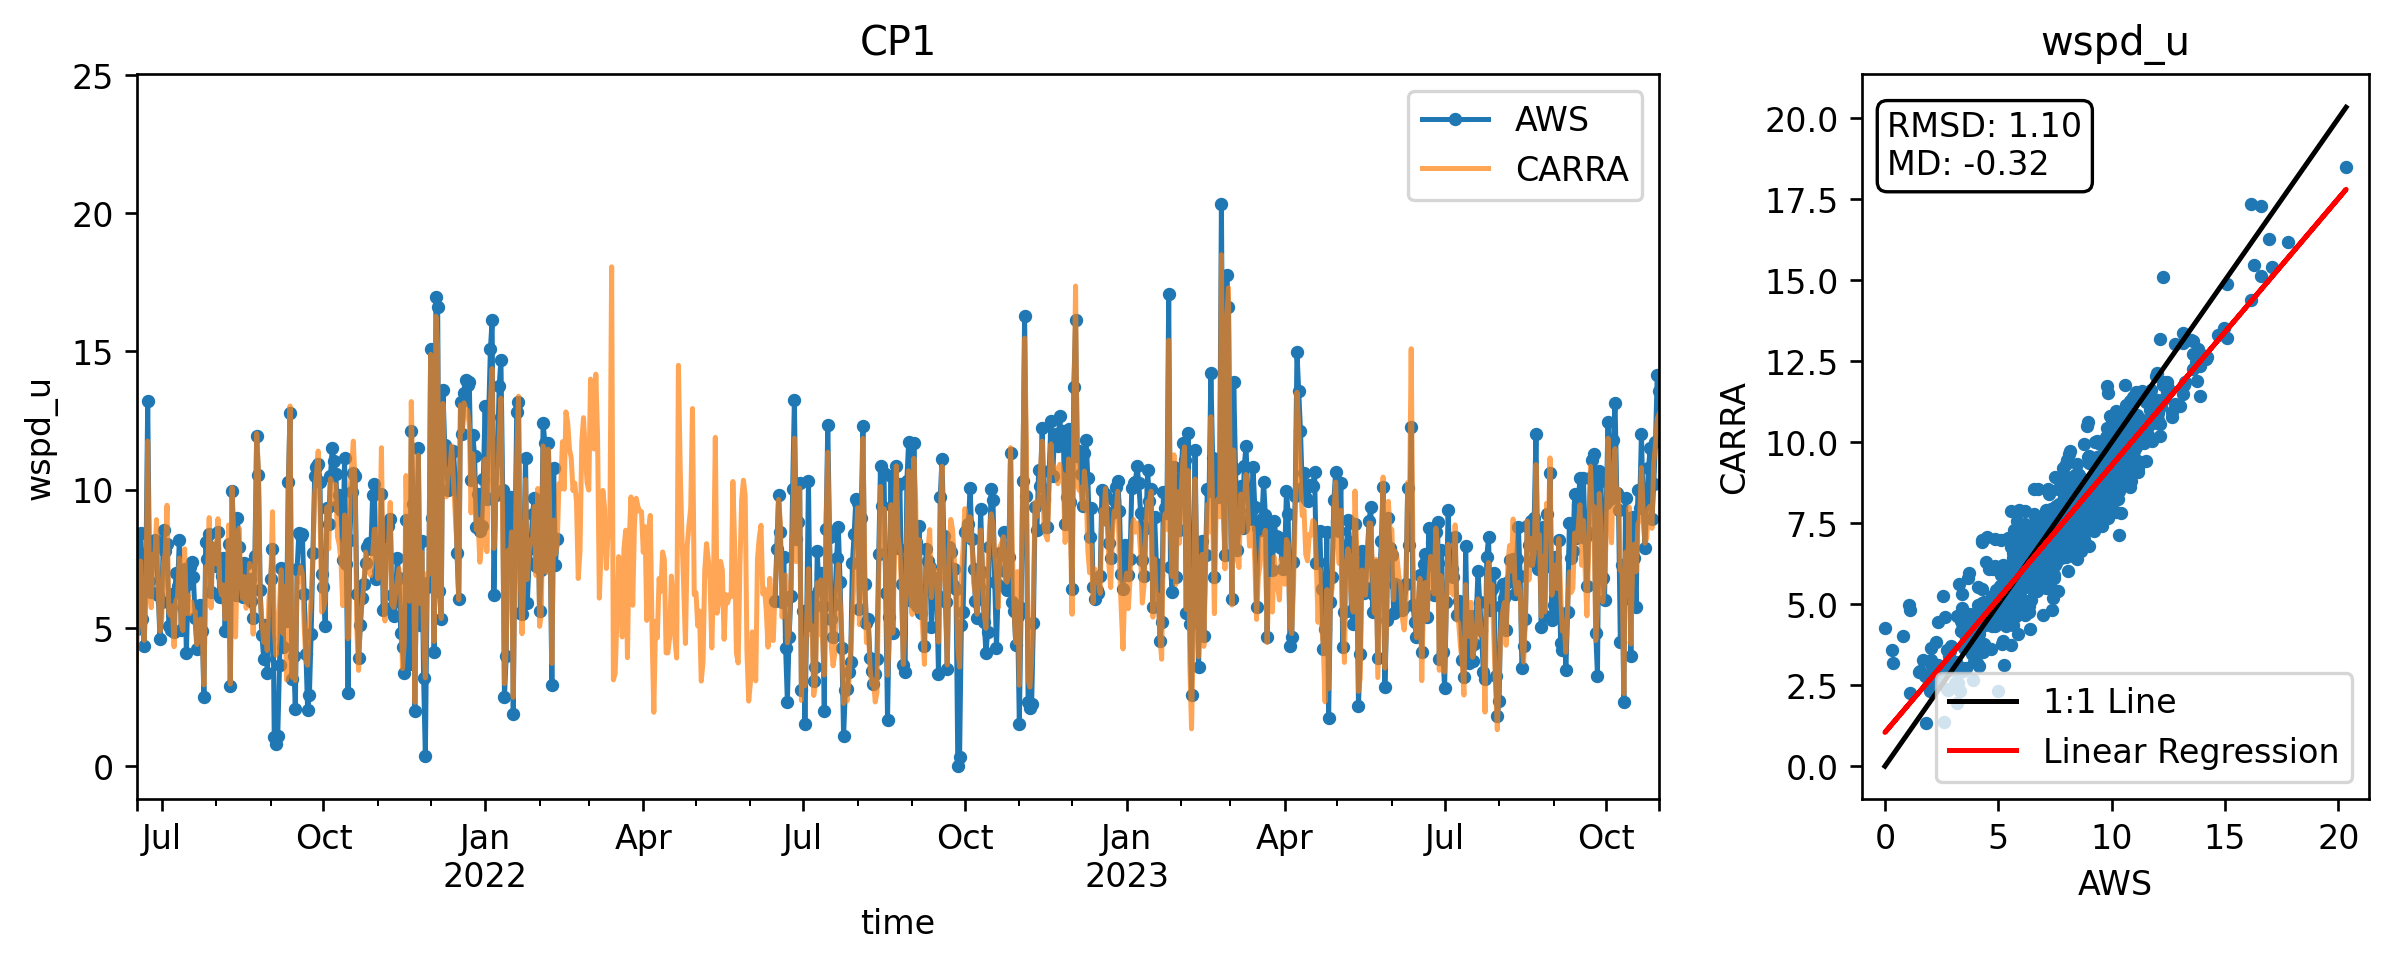 CP1
25
20
15
10
5
0
wspd_u
AWS
CARRA
Jul Oct Jan Apr Jul Oct Jan Apr Jul Oct
2022 2023
time
wspd_u
20.0
17.5
15.0
12.5
10.0
7.5
5.0
2.5
0.0
CARRA
RMSD: 1.10
MD: -0.32
1:1 Line
Linear Regression
0 5 10 15 20
AWS